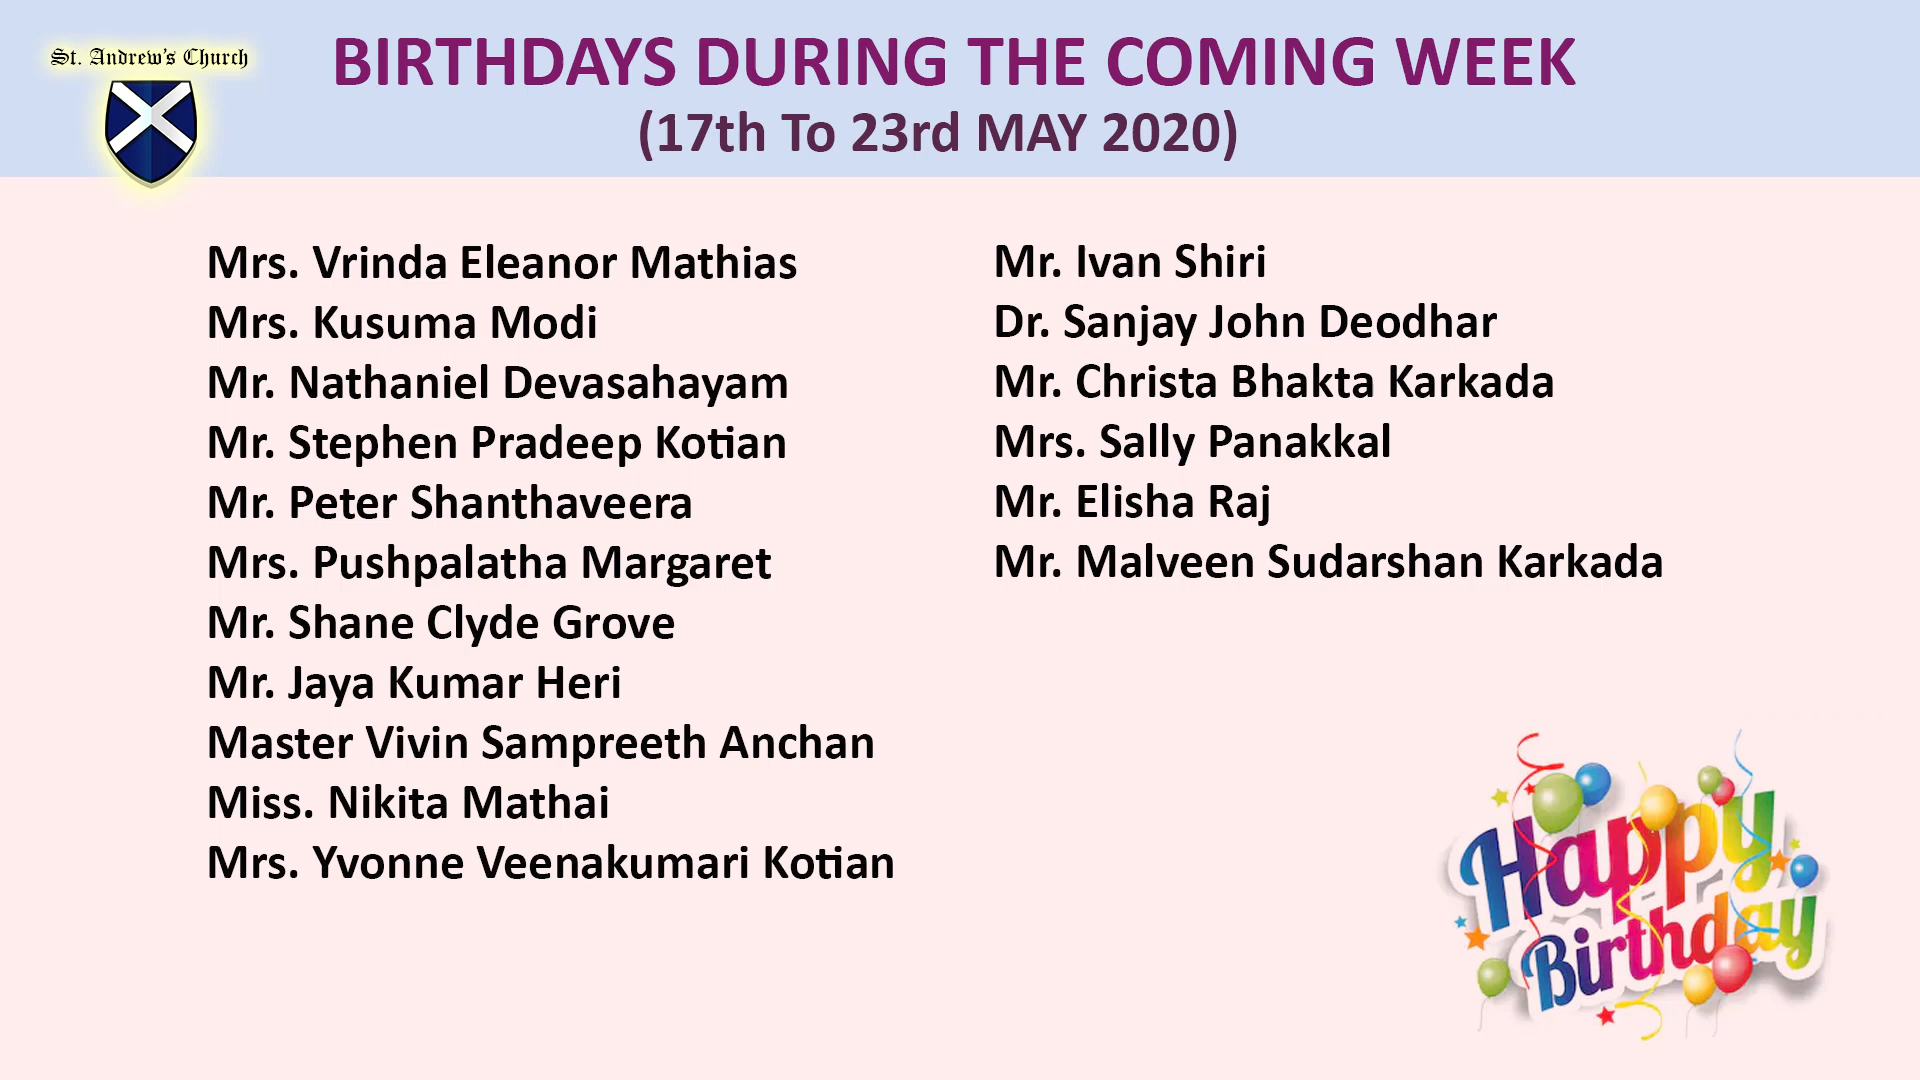 St. Andrew's Church
BIRTHDAYS DURING THE COMING WEEK
(17th To 23rd MAY 2020)
Mrs. Vrinda Eleanor Mathias
Mrs. Kusuma Modi
Mr. Nathaniel Devasahayam
Mr. Stephen Pradeep Kotian
Mr. Peter Shanthaveera
Mrs. Pushpalatha Margaret
Mr. Shane Clyde Grove
Mr. Jaya Kumar Heri
Master Vivin Sampreeth Anchan
Miss. Nikita Mathai
Mrs. Yvonne Veenakumari Kotian
Mr. Ivan Shiri
Dr. Sanjay John Deodhar
Mr. Christa Bhakta Karkada
Mrs. Sally Panakkal
Mr. Elisha Raj
Mr. Malveen Sudarshan Karkada
Happy
Birthday